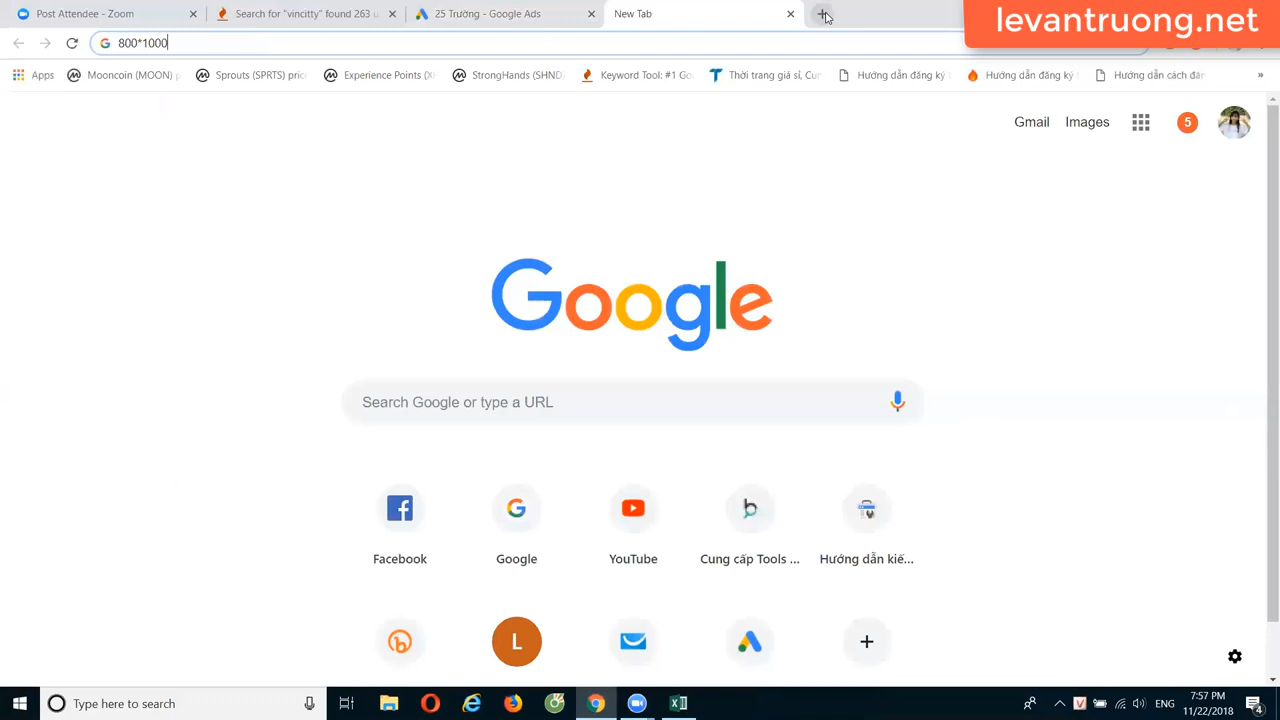 Post Attendee - Zoom
Search for "vincitty" found 263 u
25 Trường - Google Ads
New Tab
levantruong.net
800*1000
Apps
Mooncoin (MOON) p
Sprouts (SPRTS) pric
Experience Points (X
StrongHands (SHND
Keyword Tool: #1 Go
Thời trang giá sỉ, Cun
Hướng dẫn đăng ký
Hướng dẫn đăng ký t
Hướng dẫn cách đăn
»
Gmail
Images
5
Google
Search Google or type a URL
Facebook
Google
YouTube
Cung cấp Tools ...
Hướng dẫn kiế...
L
Type here to search
ENG
7:57 PM
11/22/2018
4